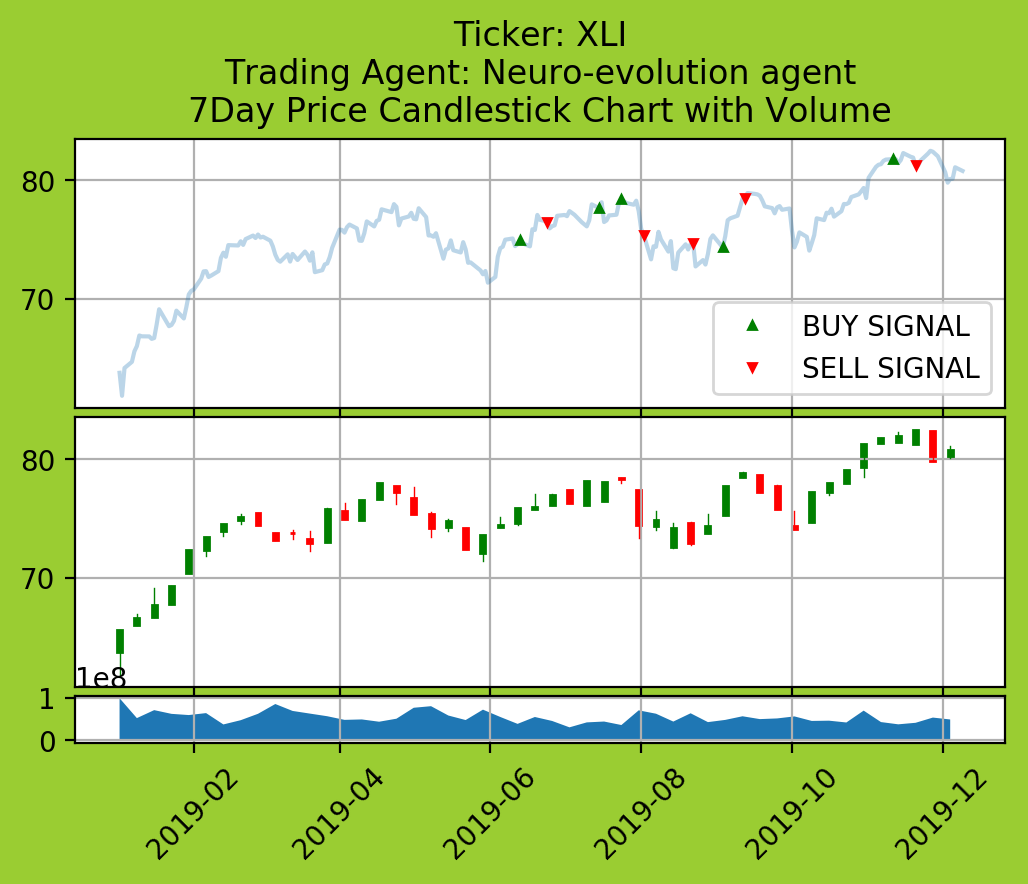 Ticker: XLI
Trading Agent: Neuro-evolution agent
7Day Price Candlestick Chart with Volume
80
70
BUY SIGNAL
SELL SIGNAL
80
70
1e8
1
0
2019-02
2019-04
2019-06
2019-08
2019-10
2019-12